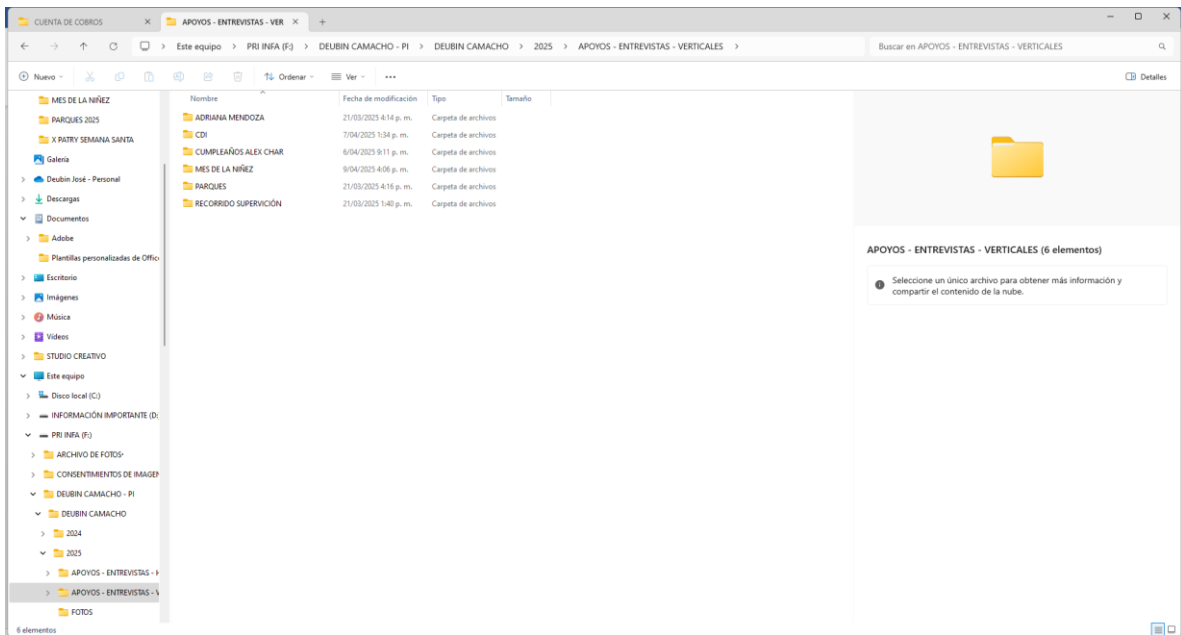 CUENTA DE COBROS
APOYOS - ENTREVISTAS - VER
Este equipo > PRI INFA (F:) > DEUBIN CAMACHO - PI > DEUBIN CAMACHO > 2025 > APOYOS - ENTREVISTAS - VERTICALES >
Buscar en APOYOS - ENTREVISTAS - VERTICALES
Nuevo
Ordenar
Ver
Detalles
MES DE LA NIÑEZ
PARQUES 2025
X PATRY SEMANA SANTA
Galería
Deubin José - Personal
Descargas
Documentos
Adobe
Plantillas personalizadas de Office
Escritorio
Imágenes
Música
Vídeos
STUDIO CREATIVO
Este equipo
Disco local (C:)
INFORMACIÓN IMPORTANTE (D:
PRI INFA (F:)
ARCHIVO DE FOTOS-
CONSENTIMIENTOS DE IMAGEN
DEUBIN CAMACHO - PI
DEUBIN CAMACHO
2024
2025
APOYOS - ENTREVISTAS - H
APOYOS - ENTREVISTAS - V
FOTOS
Nombre Fecha de modificación Tipo Tamaño
ADRIANA MENDOZA 21/03/2025 4:14 p. m. Carpeta de archivos
CDI 7/04/2025 1:34 p. m. Carpeta de archivos
CUMPLEAÑOS ALEX CHAR 6/04/2025 9:11 p. m. Carpeta de archivos
MES DE LA NIÑEZ 9/04/2025 4:06 p. m. Carpeta de archivos
PARQUES 21/03/2025 4:16 p. m. Carpeta de archivos
RECORRIDO SUPERVICIÓN 21/03/2025 1:40 p. m. Carpeta de archivos
APOYOS - ENTREVISTAS - VERTICALES (6 elementos)
Seleccione un único archivo para obtener más información y
compartir el contenido de la nube.
6 elementos